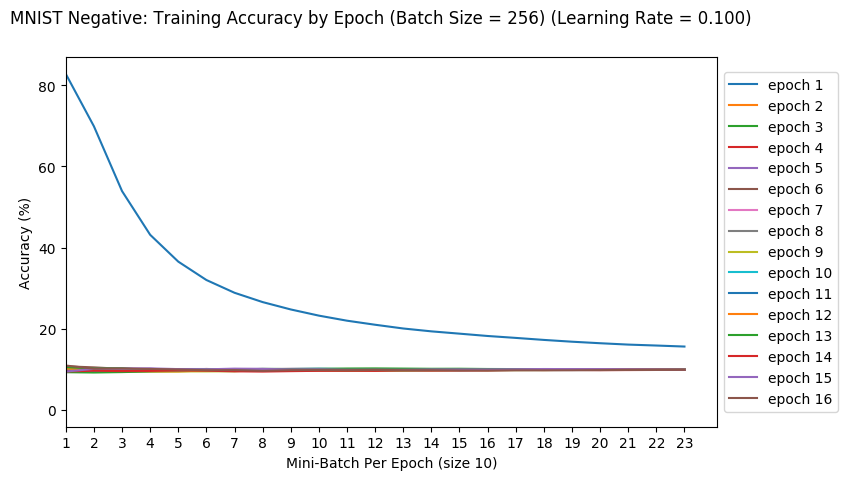 MNIST Negative: Training Accuracy by Epoch (Batch Size = 256) (Learning Rate = 0.100)
Accuracy (%)
80
60
40
20
0
1 2 3 4 5 6 7 8 9 10 11 12 13 14 15 16 17 18 19 20 21 22 23
Mini-Batch Per Epoch (size 10)
epoch 1
epoch 2
epoch 3
epoch 4
epoch 5
epoch 6
epoch 7
epoch 8
epoch 9
epoch 10
epoch 11
epoch 12
epoch 13
epoch 14
epoch 15
epoch 16